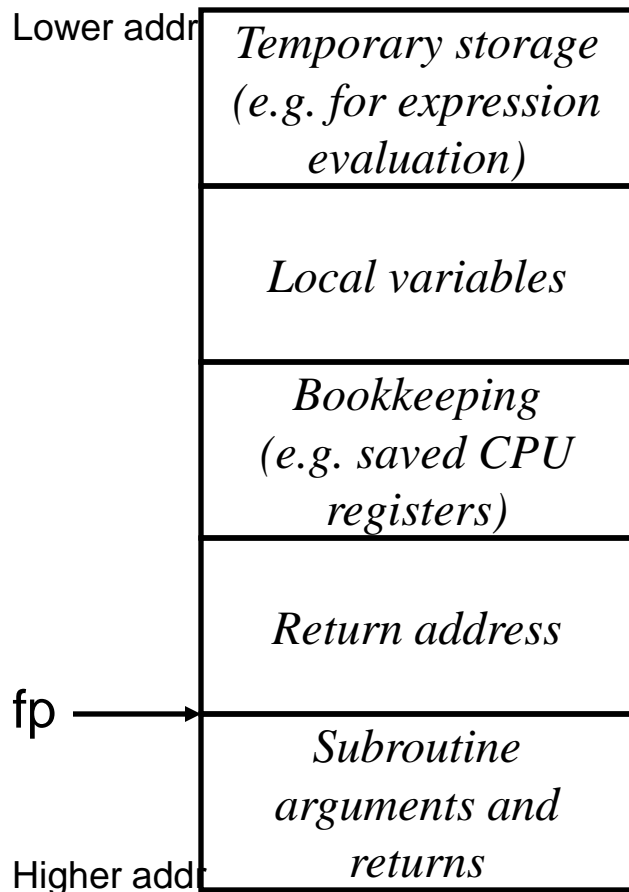 Lower addr
Temporary storage
(e.g. for expression
evaluation)
Local variables
Bookkeeping
(e.g. saved CPU
registers)
Return address
fp
Subroutine
arguments and
returns
Higher addr